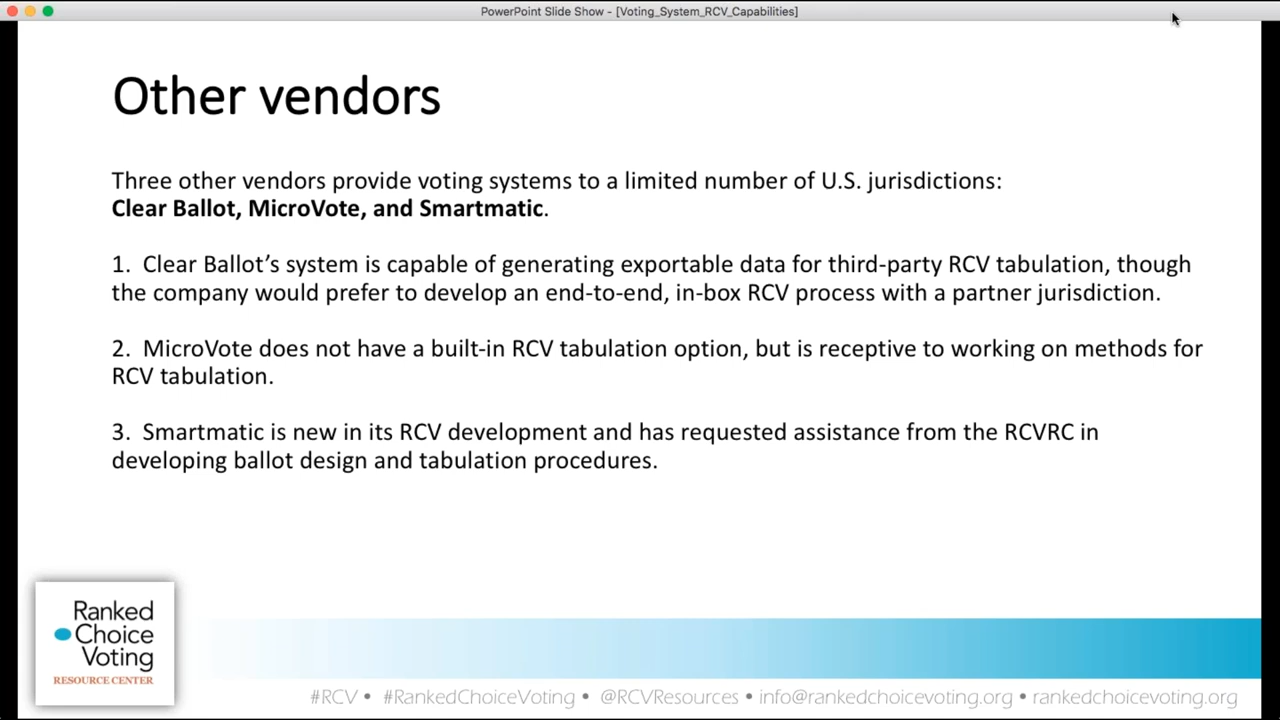 PowerPoint Slide Show - [Voting_System_RCV_Capabilities]
Other vendors
Three other vendors provide voting systems to a limited number of U.S. jurisdictions:
Clear Ballot, MicroVote, and Smartmatic.
1. Clear Ballot’s system is capable of generating exportable data for third-party RCV tabulation, though
the company would prefer to develop an end-to-end, in-box RCV process with a partner jurisdiction.
2. MicroVote does not have a built-in RCV tabulation option, but is receptive to working on methods for
RCV tabulation.
3. Smartmatic is new in its RCV development and has requested assistance from the RCVRC in
developing ballot design and tabulation procedures.
Ranked
Choice
Voting
RESOURCE CENTER
#RCV • #RankedChoiceVoting • @RCVResources • info@rankedchoicevoting.org • rankedchoicevoting.org